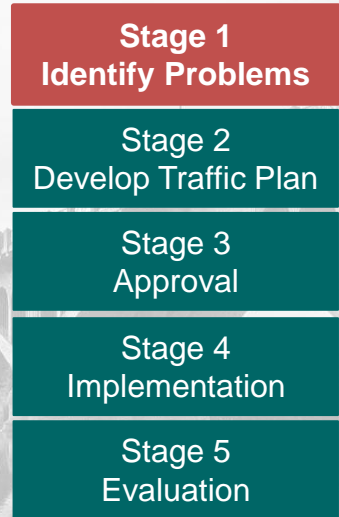 Stage 1
Identify Problems
Stage 2
Develop Traffic Plan
Stage 3
Approval
Stage 4
Implementation
Stage 5
Evaluation